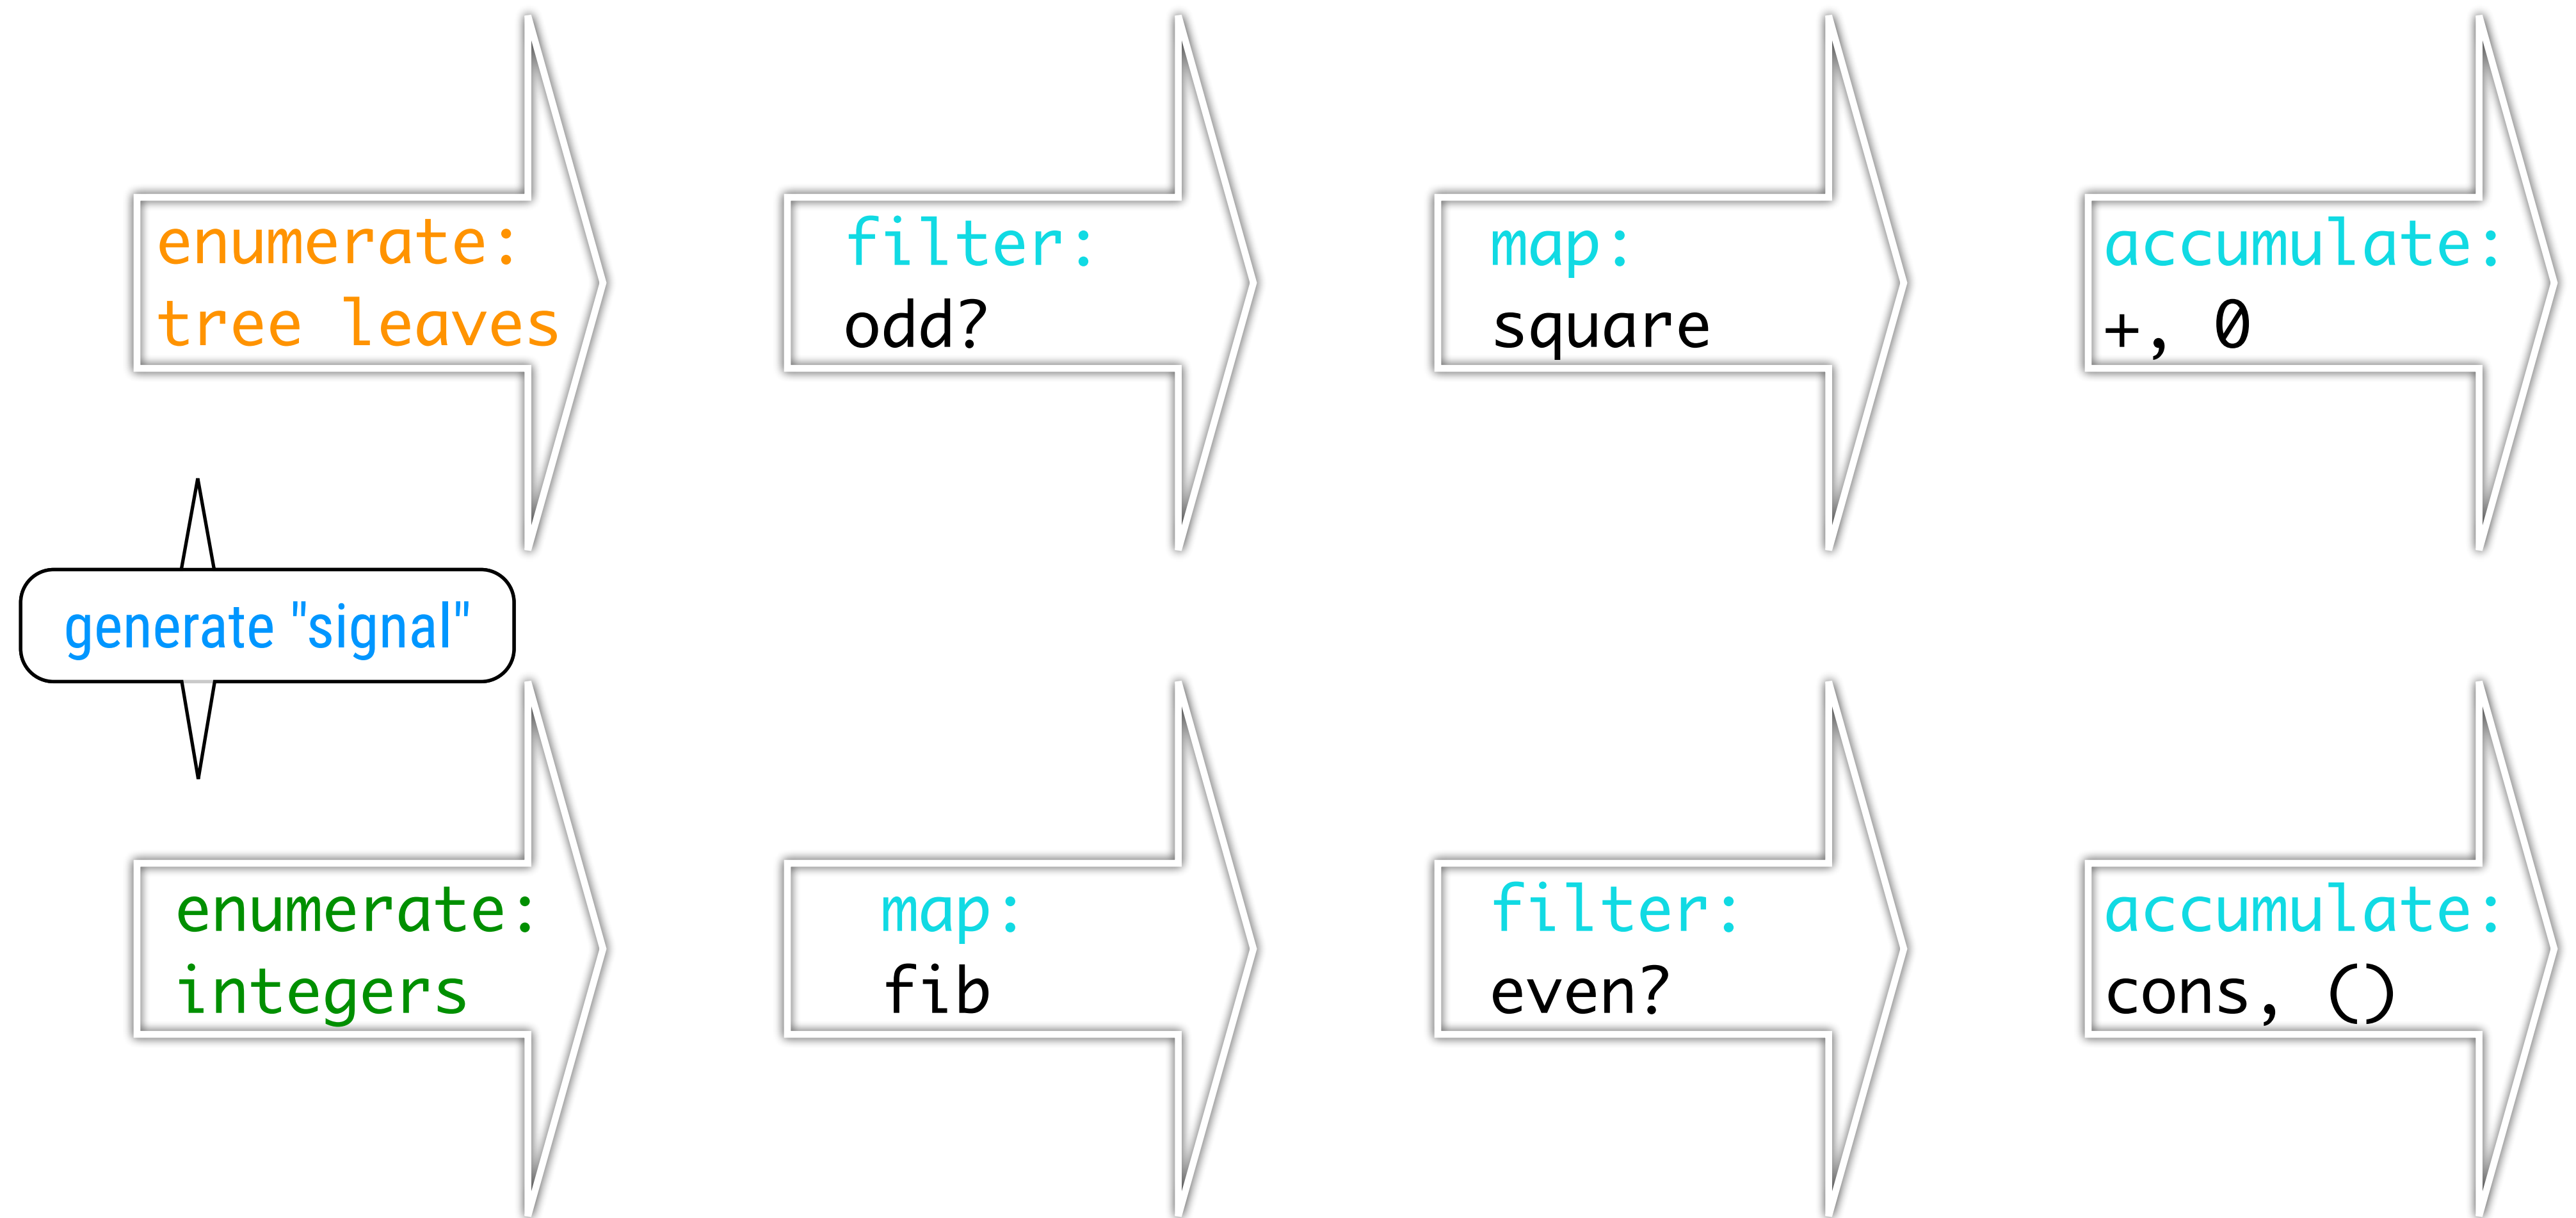 enumerate:
tree leaves
filter:
odd?
map:
square
accumulate:
+, 0
generate "signal"
enumerate:
integers
map:
fib
filter:
even?
accumulate:
cons, ()